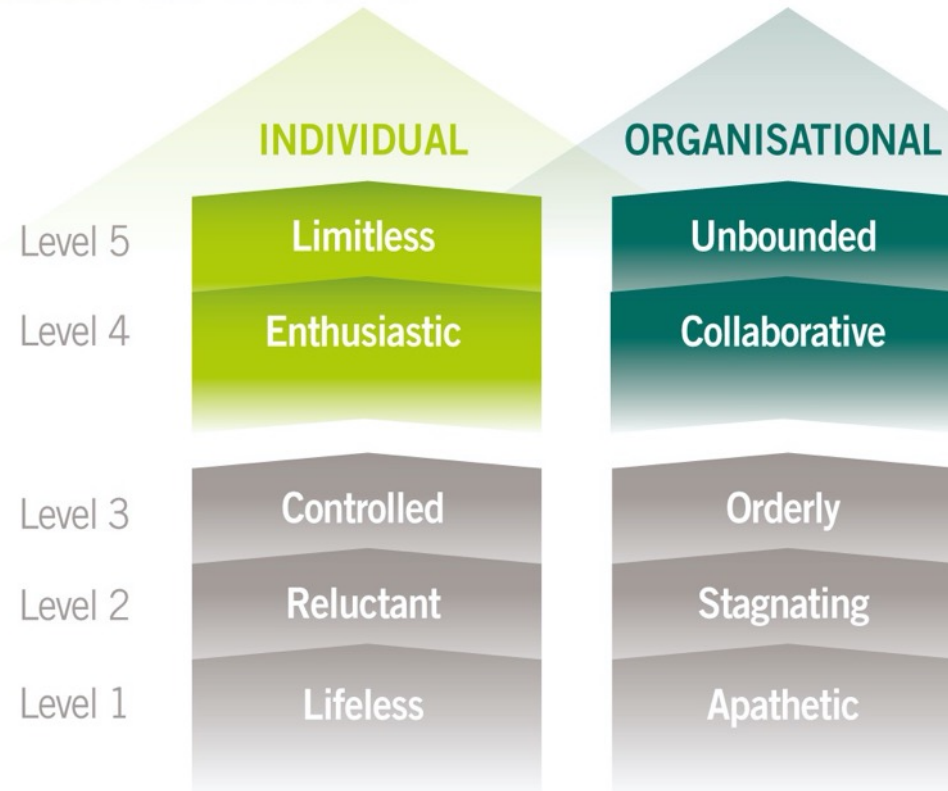 INDIVIDUAL ORGANISATIONAL
Level 5 Limitless Unbounded
Level 4 Enthusiastic Collaborative
Level 3 Controlled Orderly
Level 2 Reluctant Stagnating
Level 1 Lifeless Apathetic